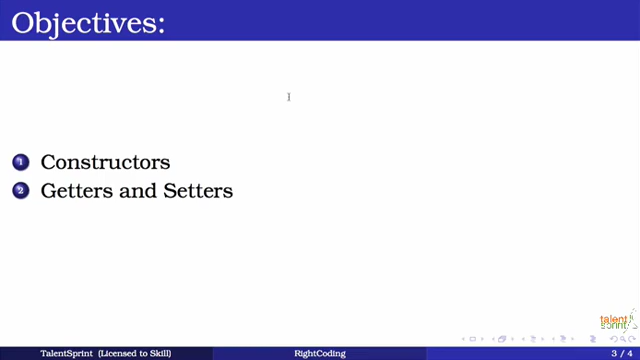 Objectives:
1 Constructors
2 Getters and Setters
talent
sprint
TalentSprint (Licensed to Skill) RightCoding 3 / 4